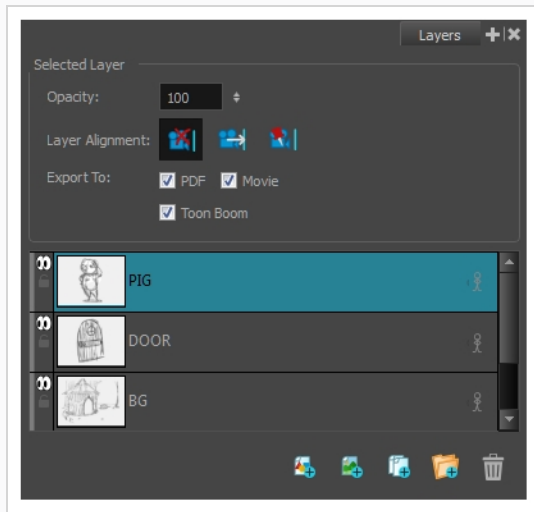 Layers
Selected Layer
Opacity: 100
Layer Alignment:
Export To: PDF Movie
Toon Boom
PIG
DOOR
BG